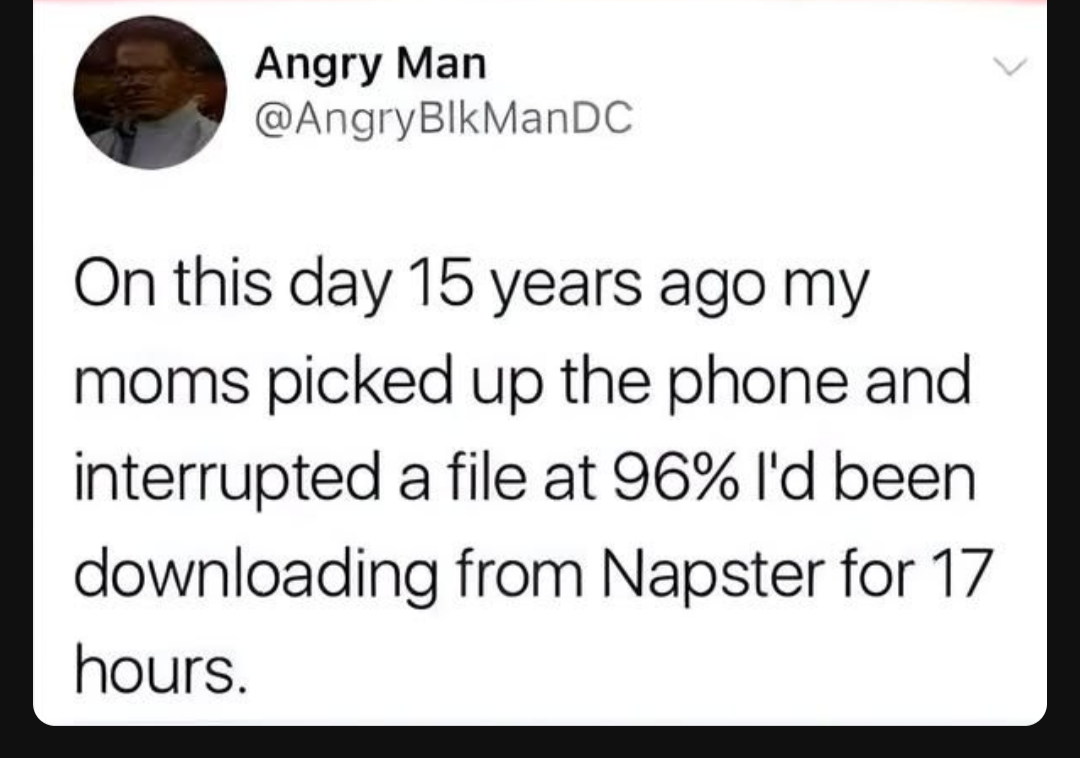 Angry Man
@AngryBlkManDC
On this day 15 years ago my
moms picked up the phone and
interrupted a file at 96% I'd been
downloading from Napster for 17
hours.